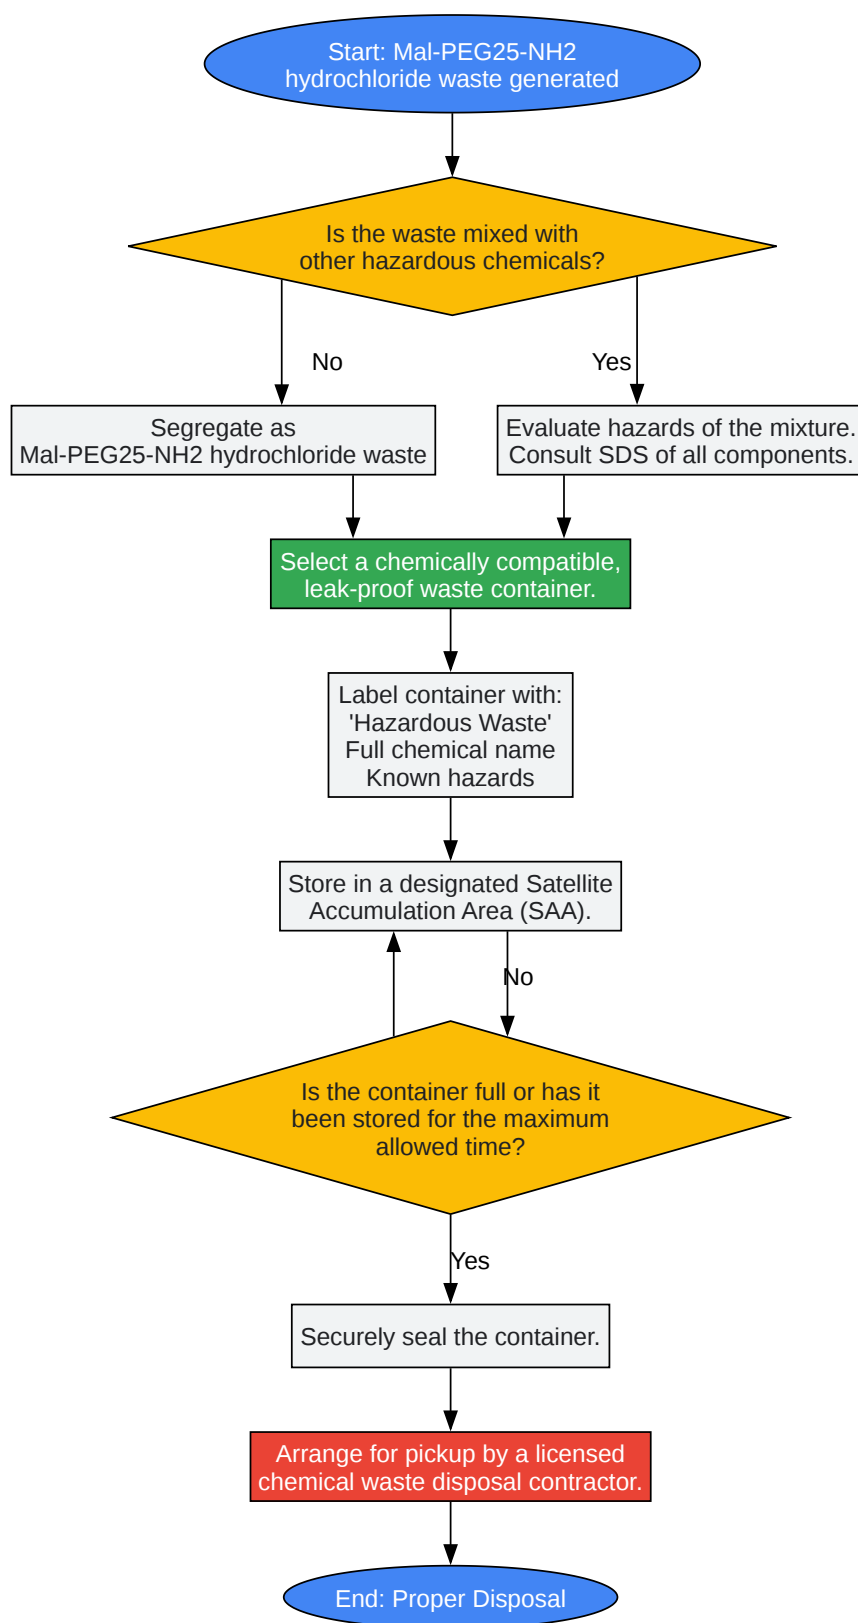 Start: Mal-PEG25-NH2
hydrochloride waste generated
Is the waste mixed with
other hazardous chemicals?
No
Yes
Segregate as
Mal-PEG25-NH2 hydrochloride waste
Evaluate hazards of the mixture.
Consult SDS of all components.
Select a chemically compatible,
leak-proof waste container.
Label container with:
'Hazardous Waste'
Full chemical name
Known hazards
Store in a designated Satellite
Accumulation Area (SAA).
No
Is the container full or has it
been stored for the maximum
allowed time?
Yes
Securely seal the container.
Arrange for pickup by a licensed
chemical waste disposal contractor.
End: Proper Disposal